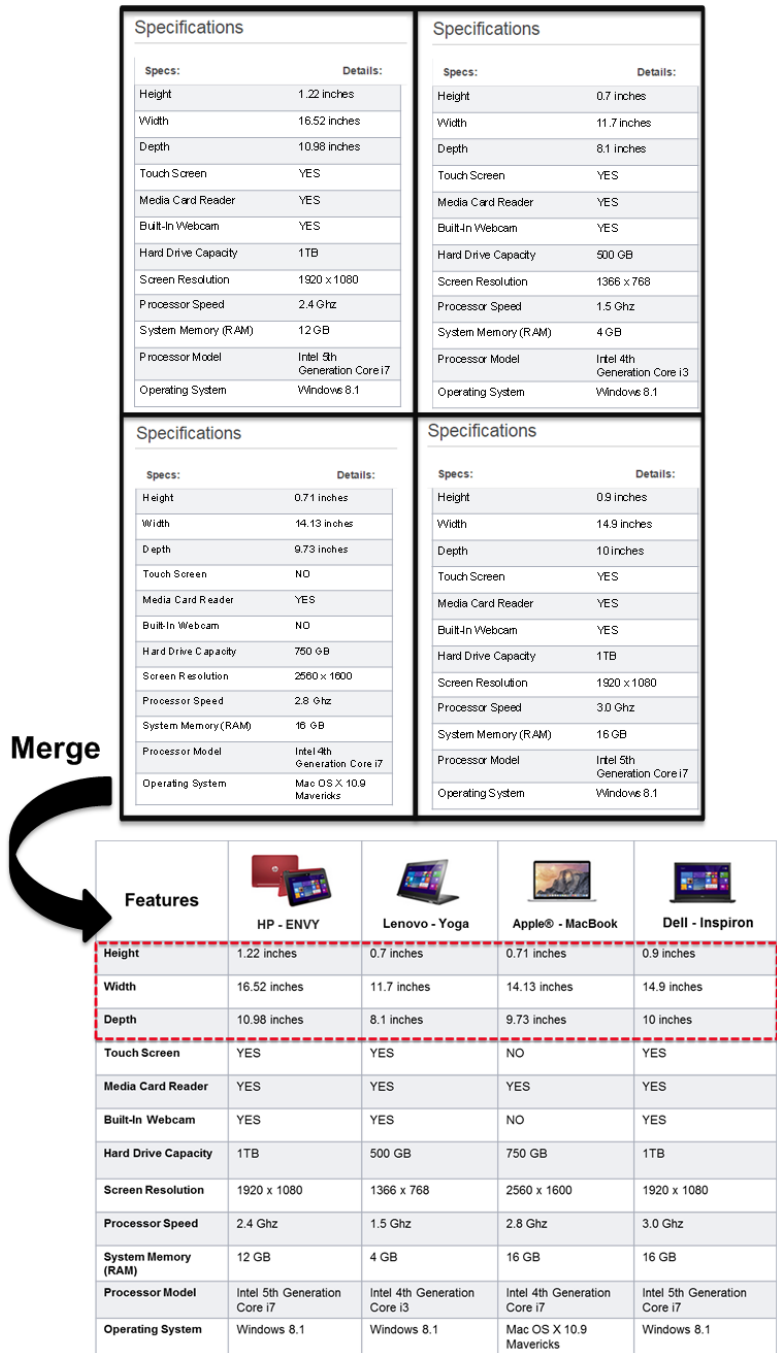 Specifications
Specs: Details:
Height 1.22 inches
Width 16.52 inches
Depth 10.98 inches
Touch Screen YES
Media Card Reader YES
Built-In Webcam YES
Hard Drive Capacity 1TB
Screen Resolution 1920 x 1080
Processor Speed 2.4 Ghz
System Memory (RAM) 12 GB
Processor Model Intel 5th
Generation Core i7
Operating System Windows 8.1
Specifications
Specs: Details:
Height 0.7 inches
Width 11.7 inches
Depth 8.1 inches
Touch Screen YES
Media Card Reader YES
Built-In Webcam YES
Hard Drive Capacity 500 GB
Screen Resolution 1366 x 768
Processor Speed 1.5 Ghz
System Memory (RAM) 4 GB
Processor Model Intel 4th
Generation Core i3
Operating System Windows 8.1
Specifications
Specs: Details:
Height 0.71 inches
Width 14.13 inches
Depth 9.73 inches
Touch Screen NO
Media Card Reader YES
Built-In Webcam NO
Hard Drive Capacity 750 GB
Screen Resolution 2560 x 1600
Processor Speed 2.8 Ghz
System Memory (RAM) 16 GB
Processor Model Intel 4th
Generation Core i7
Operating System Mac OS X 10.9
Mavericks
Specifications
Specs: Details:
Height 0.9 inches
Width 14.9 inches
Depth 10 inches
Touch Screen YES
Media Card Reader YES
Built-In Webcam YES
Hard Drive Capacity 1TB
Screen Resolution 1920 x 1080
Processor Speed 3.0 Ghz
System Memory (RAM) 16 GB
Processor Model Intel 5th
Generation Core i7
Operating System Windows 8.1
Merge
Features HP - ENVY Lenovo - Yoga Apple® - MacBook Dell - Inspiron
Height 1.22 inches 0.7 inches 0.71 inches 0.9 inches
Width 16.52 inches 11.7 inches 14.13 inches 14.9 inches
Depth 10.98 inches 8.1 inches 9.73 inches 10 inches
Touch Screen YES YES NO YES
Media Card Reader YES YES YES YES
Built-In Webcam YES YES NO YES
Hard Drive Capacity 1TB 500 GB 750 GB 1TB
Screen Resolution 1920 x 1080 1366 x 768 2560 x 1600 1920 x 1080
Processor Speed 2.4 Ghz 1.5 Ghz 2.8 Ghz 3.0 Ghz
System Memory 12 GB 4 GB 16 GB 16 GB
(RAM)
Processor Model Intel 5th Generation Intel 4th Generation Intel 4th Generation Intel 5th Generation
Core i7 Core i3 Core i7 Core i7
Operating System Windows 8.1 Windows 8.1 Mac OS X 10.9 Windows 8.1
Mavericks